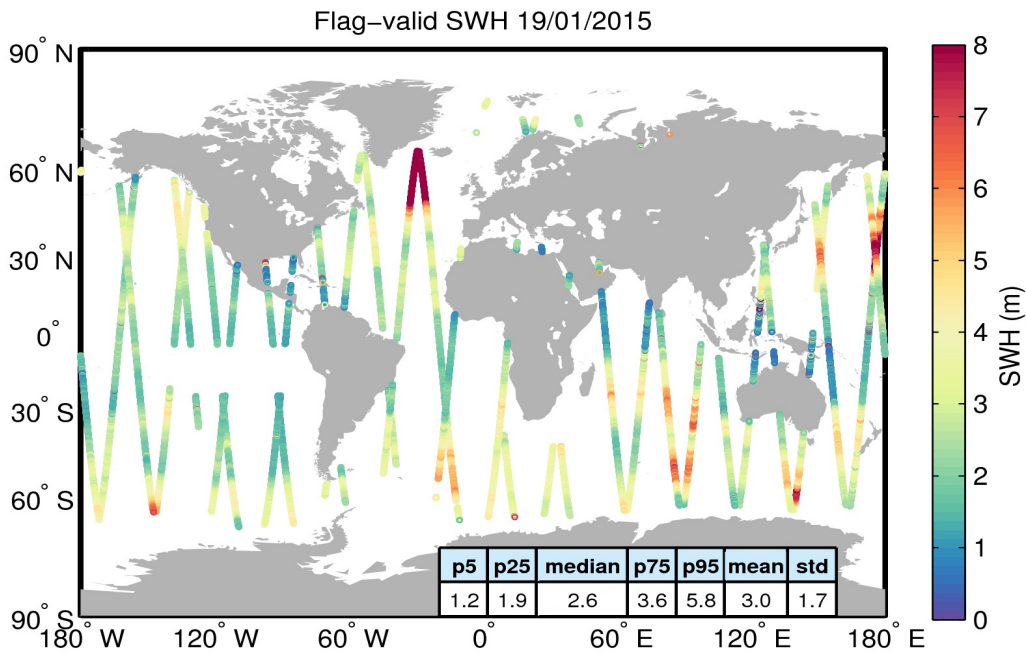 Flag−valid SWH 19/01/2015
90° N
60° N
30° N
0°
30° S
60° S
90° S
180° W
120° W
60° W
0°
60° E
120° E
180° E
p5 p25 median p75 p95 mean std
1.2 1.9 2.6 3.6 5.8 3.0 1.7
8
7
6
5
4
3
2
1
0
SWH (m)